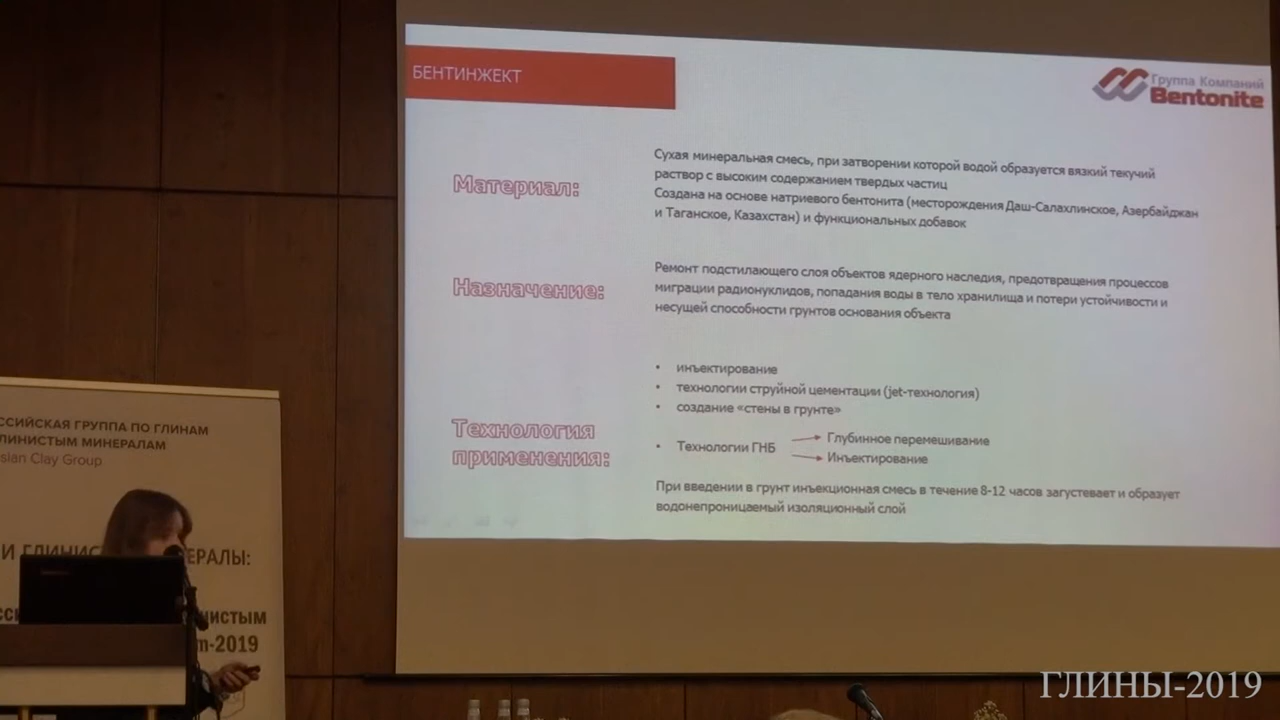 БЕНТИНЖЕКТ
Группа Компаний
Bentonite
Материал:
Сухая минеральная смесь, при затворении которой водой образуется вязкий текучий
раствор с высоким содержанием твердых частиц
Создана на основе натриевого бентонита (месторождения Даш-Салахлинское, Азербайджан
и Таганское, Казахстан) и функциональных добавок
Назначение:
Ремонт подстилающего слоя объектов ядерного наследия, предотвращения процессов
миграции радионуклидов, попадания воды в тело хранилища и потери устойчивости и
несущей способности грунтов основания объекта
Технология
применения:
• инъектирование
• технологии струйной цементации (jet-технология)
• создание «стены в грунте»
• Технологии ГНБ
Глубинное перемешивание
Инъектирование
При введении в грунт инъекционная смесь в течение 8-12 часов загустевает и образует
водонепроницаемый изоляционный слой
ССИЙСКАЯ ГРУППА ПО ГЛИНАМ
ЛИНИСТЫМ МИНЕРАЛАМ
sian Clay Group
И ГЛИНИС ЕРАЛЫ:
нистым
m-2019
ГЛИНЫ-2019